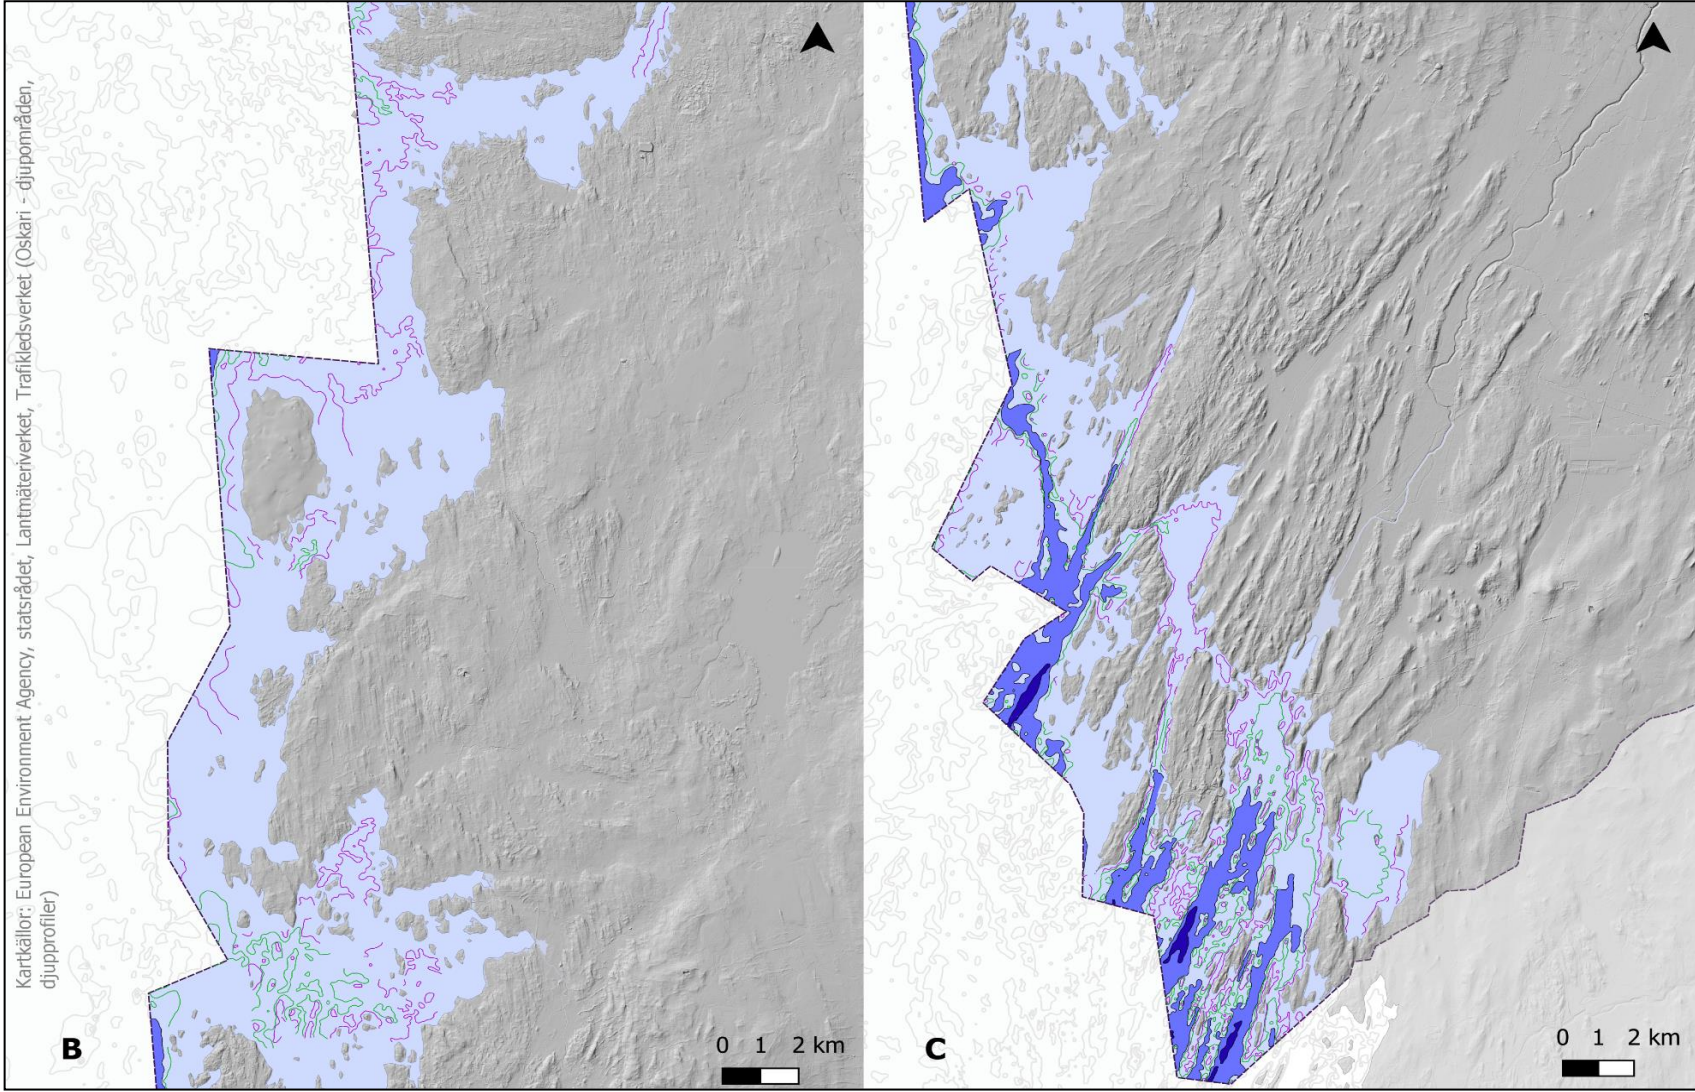 Kartkällor: European Environment Agency, statsrådet, Lantmäteriverket, Trafikledsverket (Oskari - djupområden,
djupprofiler)
B
0 1 2 km
C
0 1 2 km